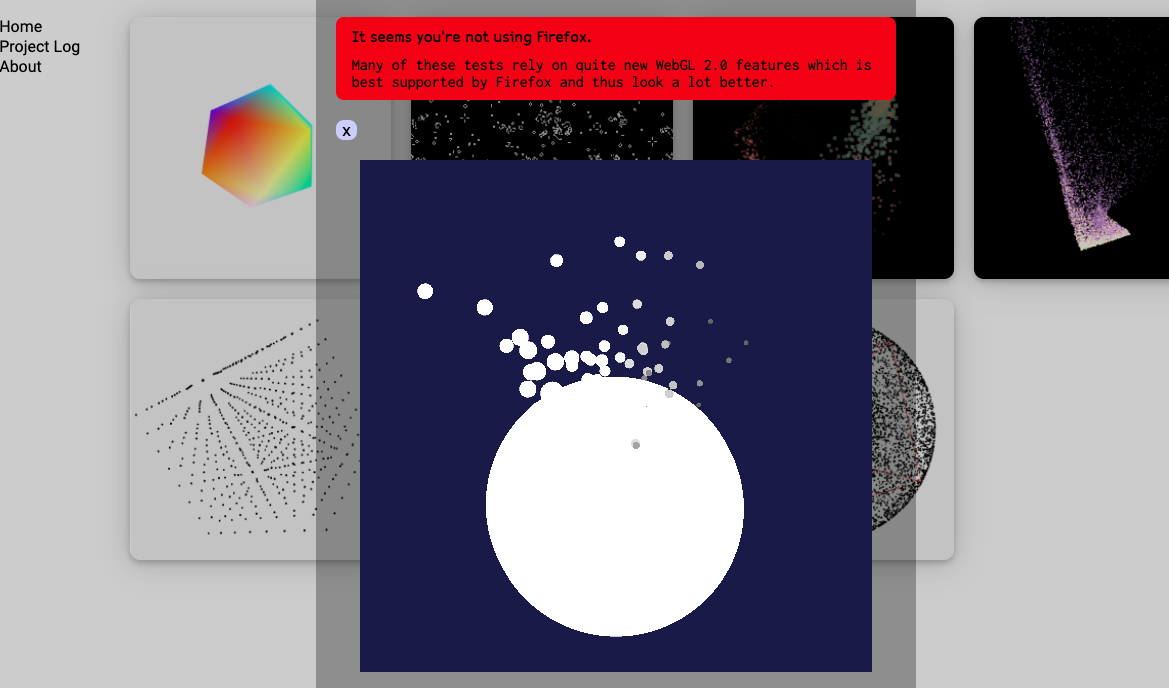 Home
Project Log
About
It seems you're not using Firefox.
Many of these tests rely on quite new WebGL 2.0 features which is
best supported by Firefox and thus look a lot better.
x